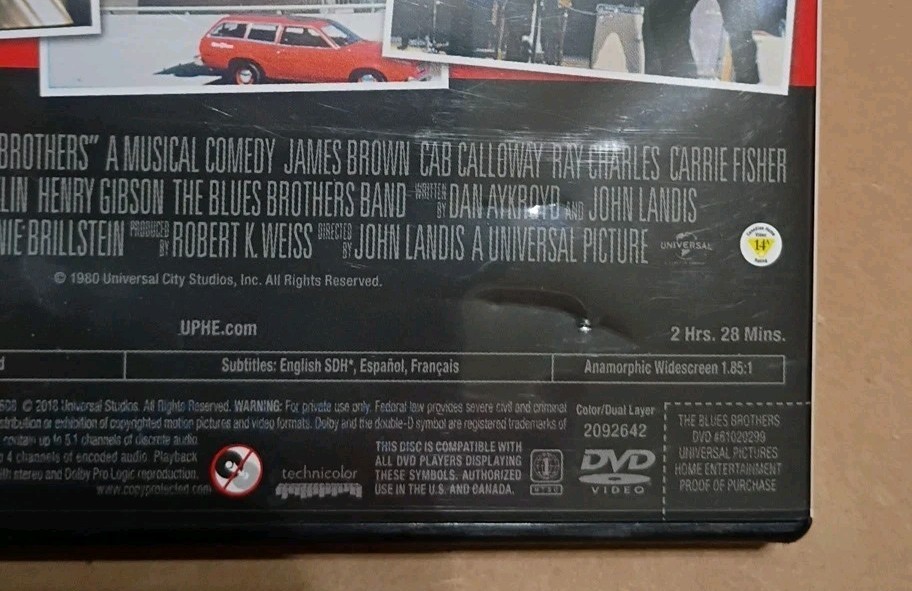 BROTHERS" A MUSICAL COMEDY JAMES BROWN CAB CALLOWAY RAY CHARLES CARRIE FISHER
LIN HENRY GIBSON THE BLUES BROTHERS BAND WRITTEN BY DAN AYKROYD AND JOHN LANDIS
NIE BRILLSTEIN PRODUCED BY ROBERT K. WEISS DIRECTED BY JOHN LANDIS A UNIVERSAL PICTURE UNIVERSAL
Canadian Home
Video
14A
© 1980 Universal City Studios, Inc. All Rights Reserved.
UPHE.com
2 Hrs. 28 Mins.
d
Subtitles: English SDH*, Español, Français
Anamorphic Widescreen 1.85:1
© 2018 Universal Studios. All Rights Reserved. WARNING: For private use only. Federal law provides severe civil and criminal
distribution or exhibition of copyrighted motion pictures and video formats. Dolby and the double-D symbol are registered trademarks of
contain up to 5.1 channels of discrete audio.
4 channels of encoded audio. Playback
ith stereo and Dolby Pro Logic reproduction.
www.copyprotected.com
technicolor
THIS DISC IS COMPATIBLE WITH
ALL DVD PLAYERS DISPLAYING
THESE SYMBOLS. AUTHORIZED
USE IN THE U.S. AND CANADA.
1
NTSC
Color/Dual Layer
2092642
DVD
VIDEO
THE BLUES BROTHERS
DVD #61020299
UNIVERSAL PICTURES
HOME ENTERTAINMENT
PROOF OF PURCHASE